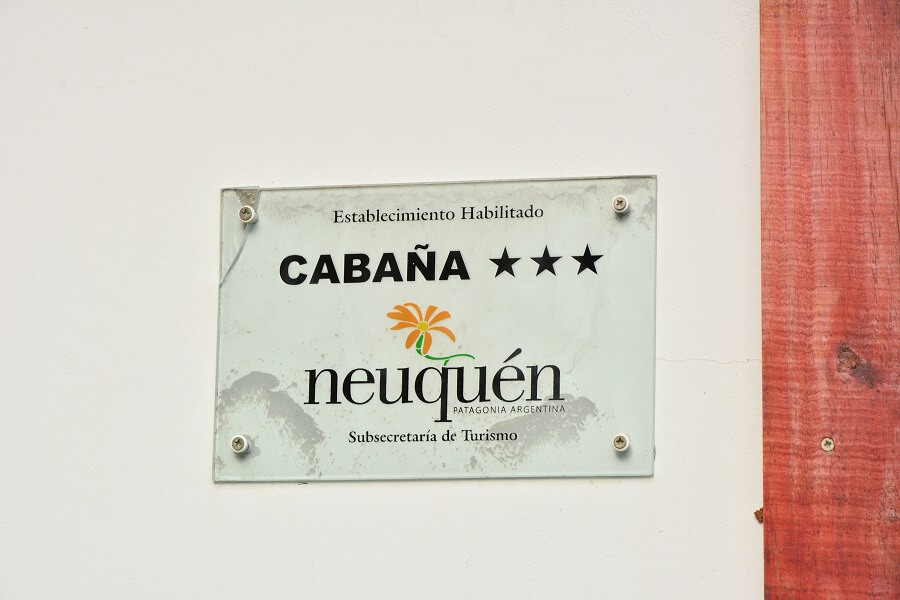 Establecimiento Habilitado
CABAÑA ★★★
neuquén
PATAGONIA ARGENTINA
Subsecretaría de Turismo